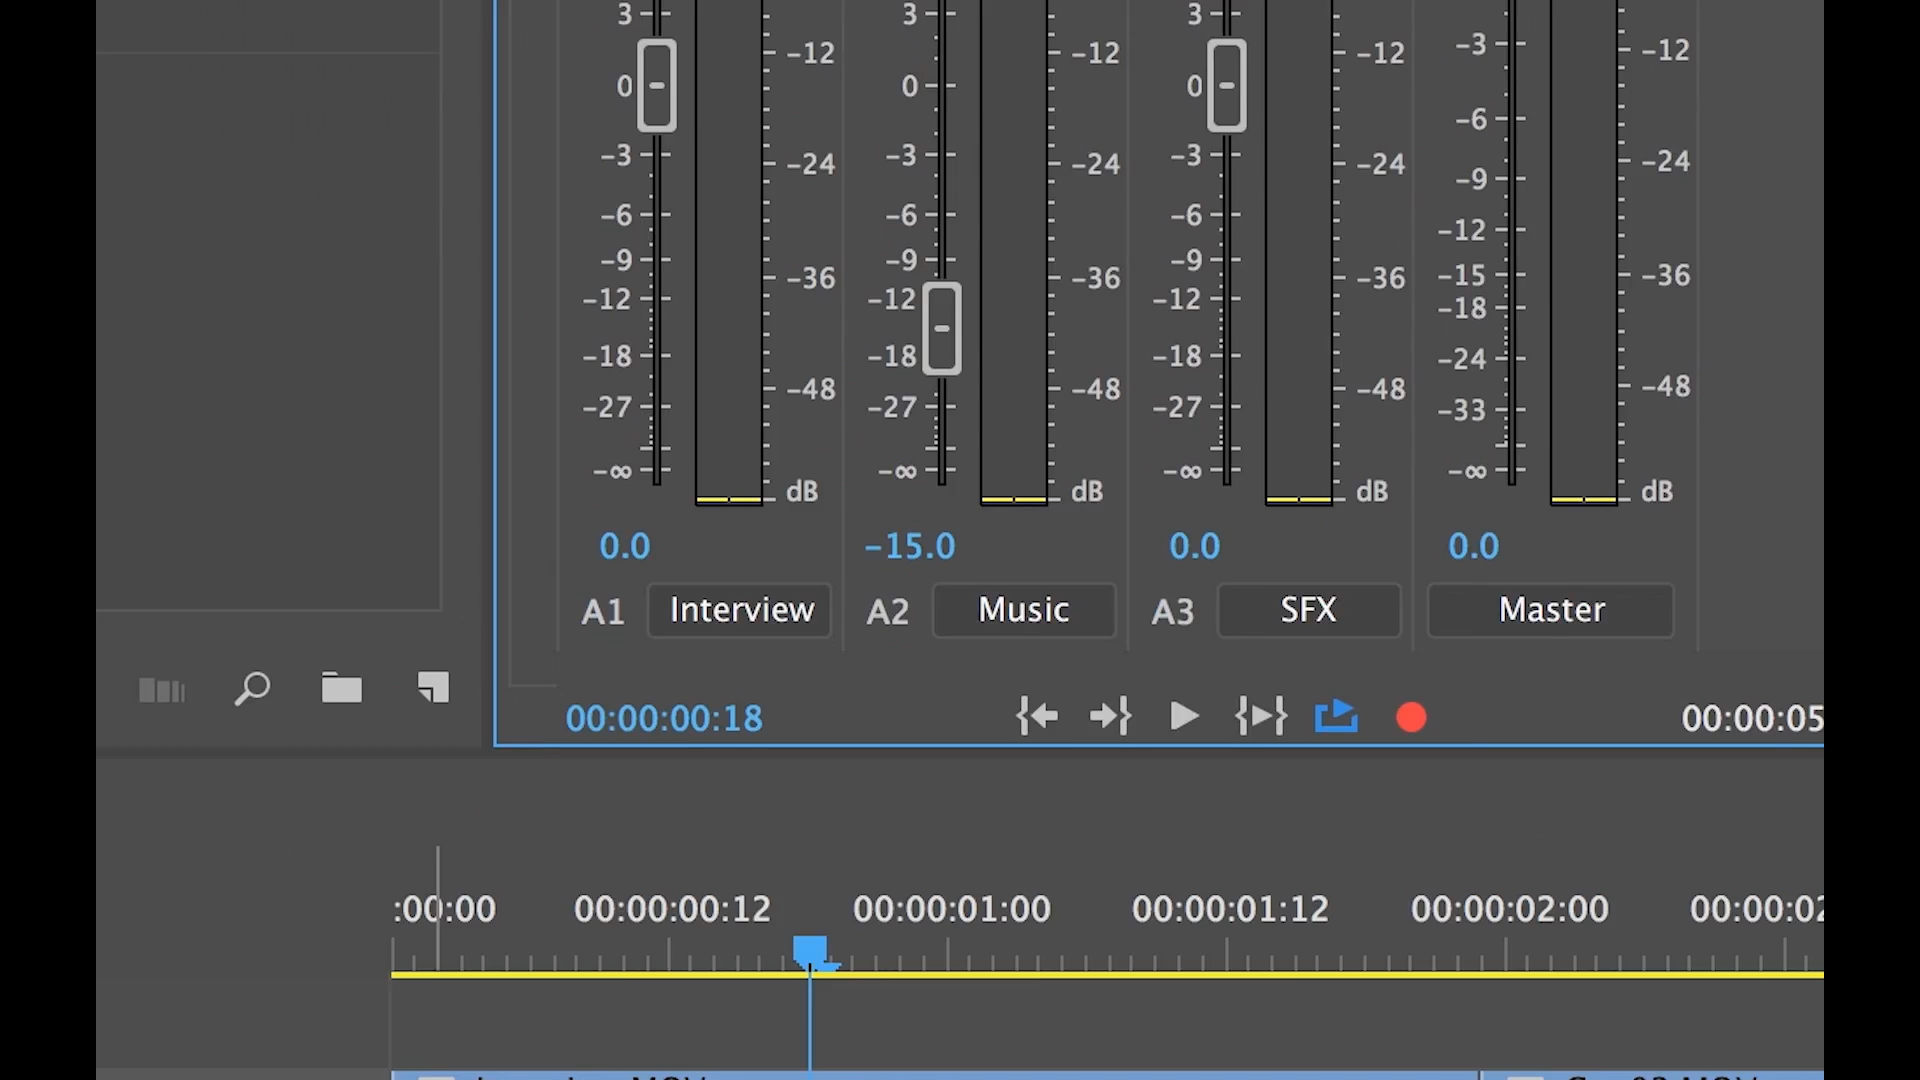 3 3 3
-12 -12 -12 -3 -12
0 0 0
-6
-3 -24 -3 -24 -3 -24 -24
-9
-6 -6 -6 -12
-9 -36 -9 -36 -9 -36 -15 -36
-12 -12 -12 -18
-18 -18 -18 -24
-48 -48 -48 -48
-27 -27 -27 -33
-∞ -∞ -∞ -∞
dB dB dB dB
0.0 -15.0 0.0 0.0
A1 Interview A2 Music A3 SFX Master
00:00:00:18 00:00:05
:00:00 00:00:00:12 00:00:01:00 00:00:01:12 00:00:02:00 00:00:02